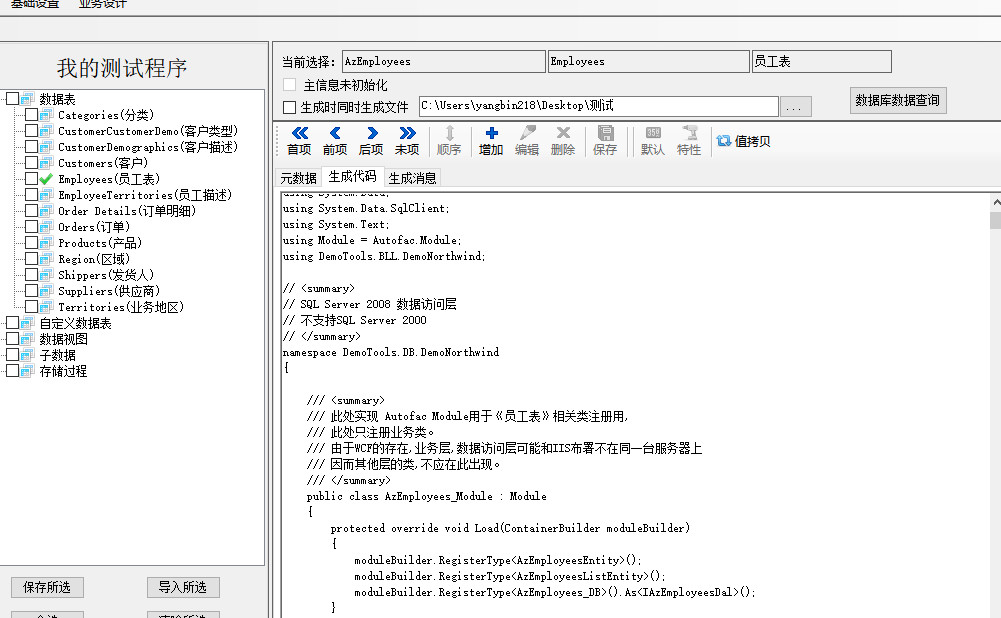 基础设置 业务设计
我的测试程序
数据表
Categories(分类)
CustomerCustomerDemo(客户类型)
CustomerDemographics(客户描述)
Customers(客户)
Employees(员工表)
EmployeeTerritories(员工描述)
Order Details(订单明细)
Orders(订单)
Products(产品)
Region(区域)
Shippers(发货人)
Suppliers(供应商)
Territories(业务地区)
自定义数据表
数据视图
子数据
存储过程
保存所选 导入所选
当前选择: AzEmployees Employees 员工表
主信息未初始化
生成时同时生成文件 C:\Users\yangbin218\Desktop\测试 ...
数据库数据查询
首项 前项 后项 末项 顺序 增加 编辑 删除 保存 默认 特性 值拷贝
元数据 生成代码 生成消息
using System.Data;
using System.Data.SqlClient;
using System.Text;
using Module = Autofac.Module;
using DemoTools.BLL.DemoNorthwind;
// <summary>
// SQL Server 2008 数据访问层
// 不支持SQL Server 2000
// </summary>
namespace DemoTools.DB.DemoNorthwind
{
/// <summary>
/// 此处实现 Autofac Module用于《员工表》相关类注册用,
/// 此处只注册业务类。
/// 由于WCF的存在,业务层,数据访问层可能和IIS布署不在同一台服务器上
/// 因而其他层的类,不应在此出现。
/// </summary>
public class AzEmployees_Module : Module
{
protected override void Load(ContainerBuilder moduleBuilder)
{
moduleBuilder.RegisterType<AzEmployeesEntity>();
moduleBuilder.RegisterType<AzEmployeesListEntity>();
moduleBuilder.RegisterType<AzEmployees_DB>().As<IAzEmployeesDal>();
}